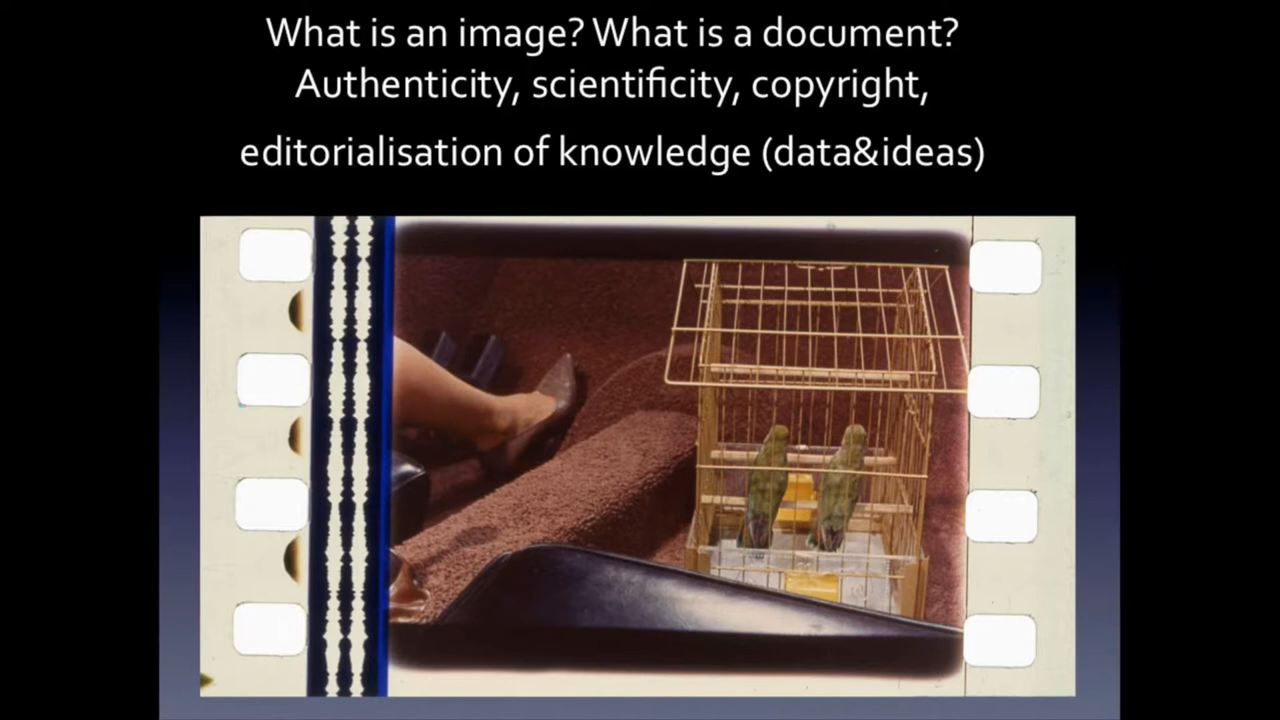 What is an image? What is a document?
Authenticity, scientificity, copyright,
editorialisation of knowledge (data&ideas)